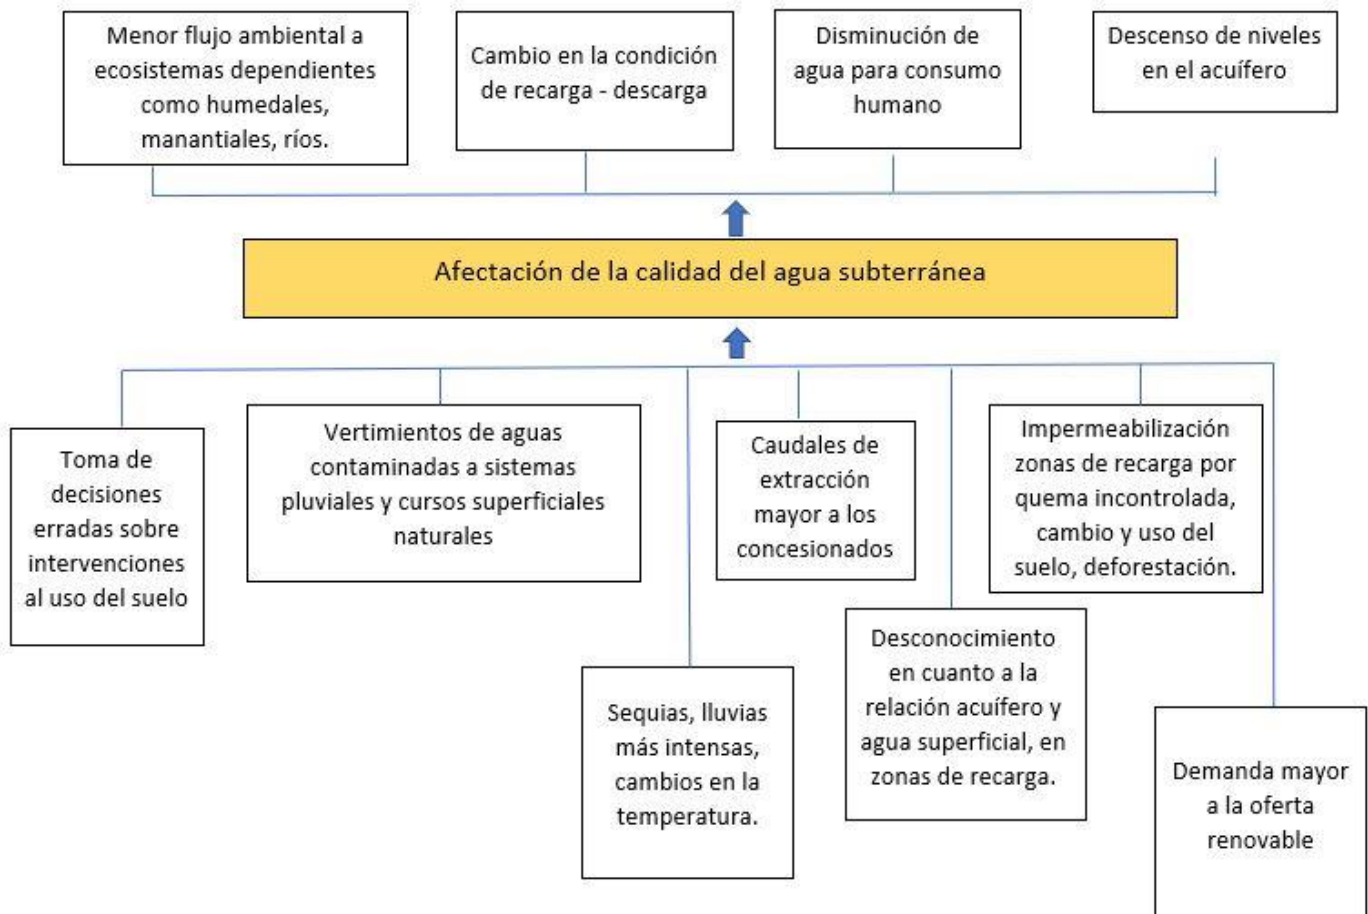 Menor flujo ambiental a
ecosistemas dependientes
como humedales,
manantiales, ríos.
Cambio en la condición
de recarga - descarga
Disminución de
agua para consumo
humano
Descenso de niveles
en el acuífero
Afectación de la calidad del agua subterránea
Toma de
decisiones
erradas sobre
intervenciones
al uso del suelo
Vertimientos de aguas
contaminadas a sistemas
pluviales y cursos superficiales
naturales
Sequias, lluvias
más intensas,
cambios en la
temperatura.
Caudales de
extracción
mayor a los
concesionados
Desconocimiento
en cuanto a la
relación acuífero y
agua superficial, en
zonas de recarga.
Impermeabilización
zonas de recarga por
quema incontrolada,
cambio y uso del
suelo, deforestación.
Demanda mayor
a la oferta
renovable